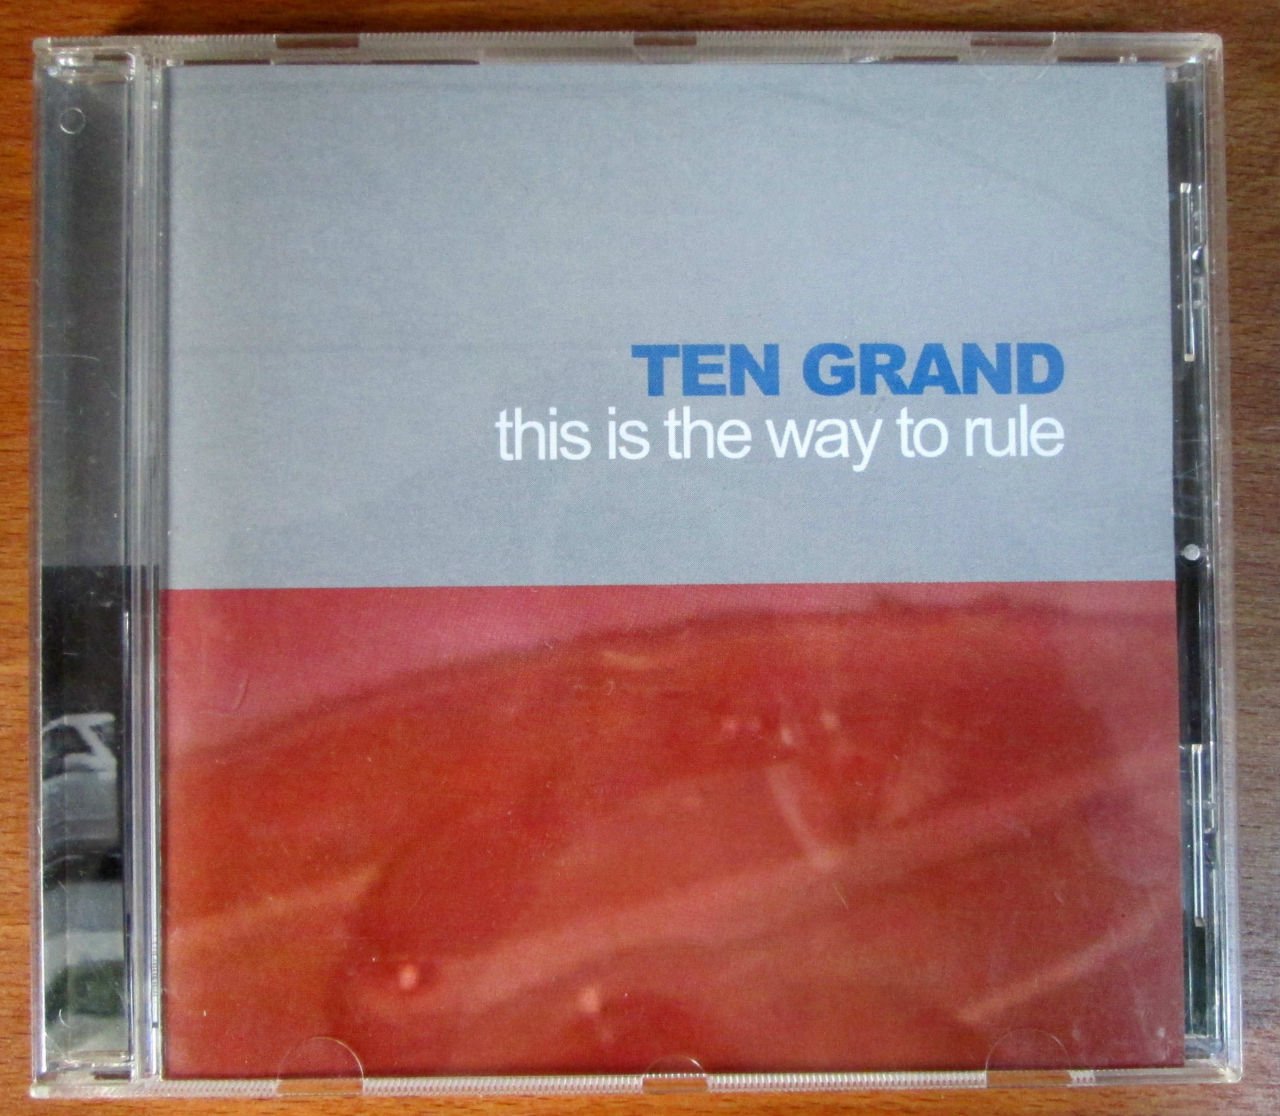 TEN GRAND
this is the way to rule